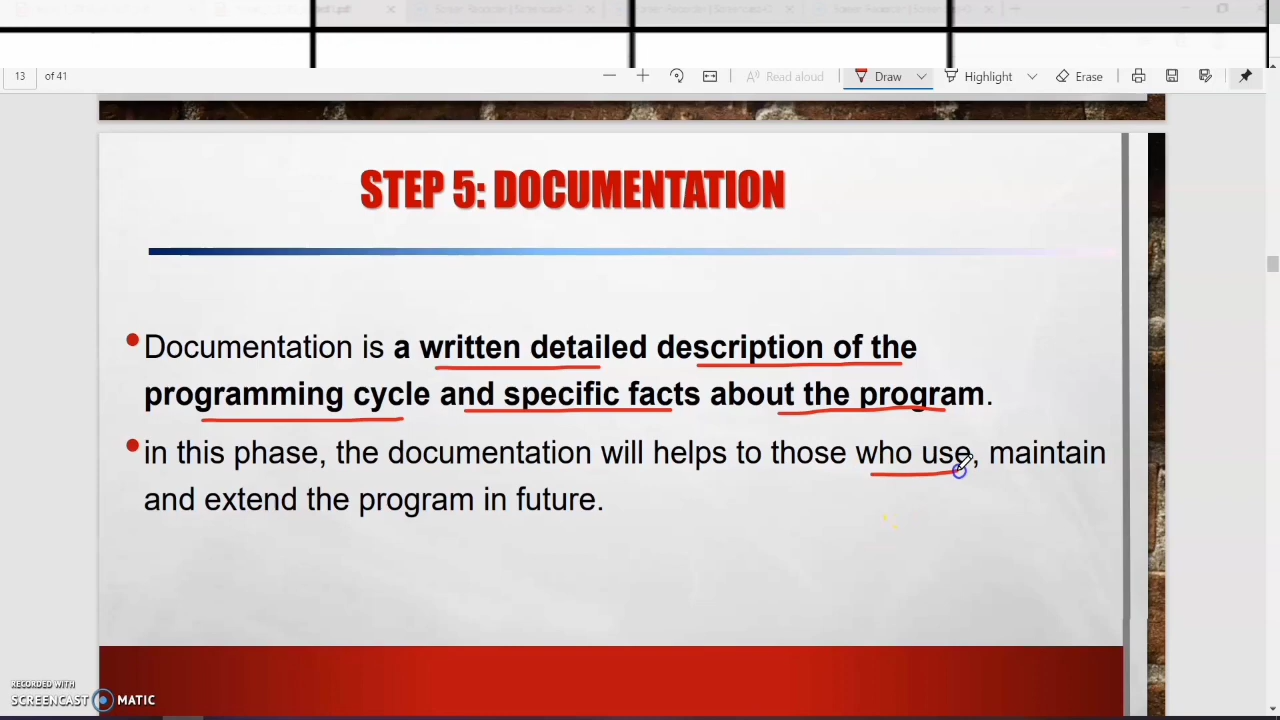 13 of 41
Read aloud
Draw
Highlight
Erase
STEP 5: DOCUMENTATION
Documentation is a written detailed description of the
programming cycle and specific facts about the program.
in this phase, the documentation will helps to those who use, maintain
and extend the program in future.
RECORDED WITH
SCREENCAST MATIC